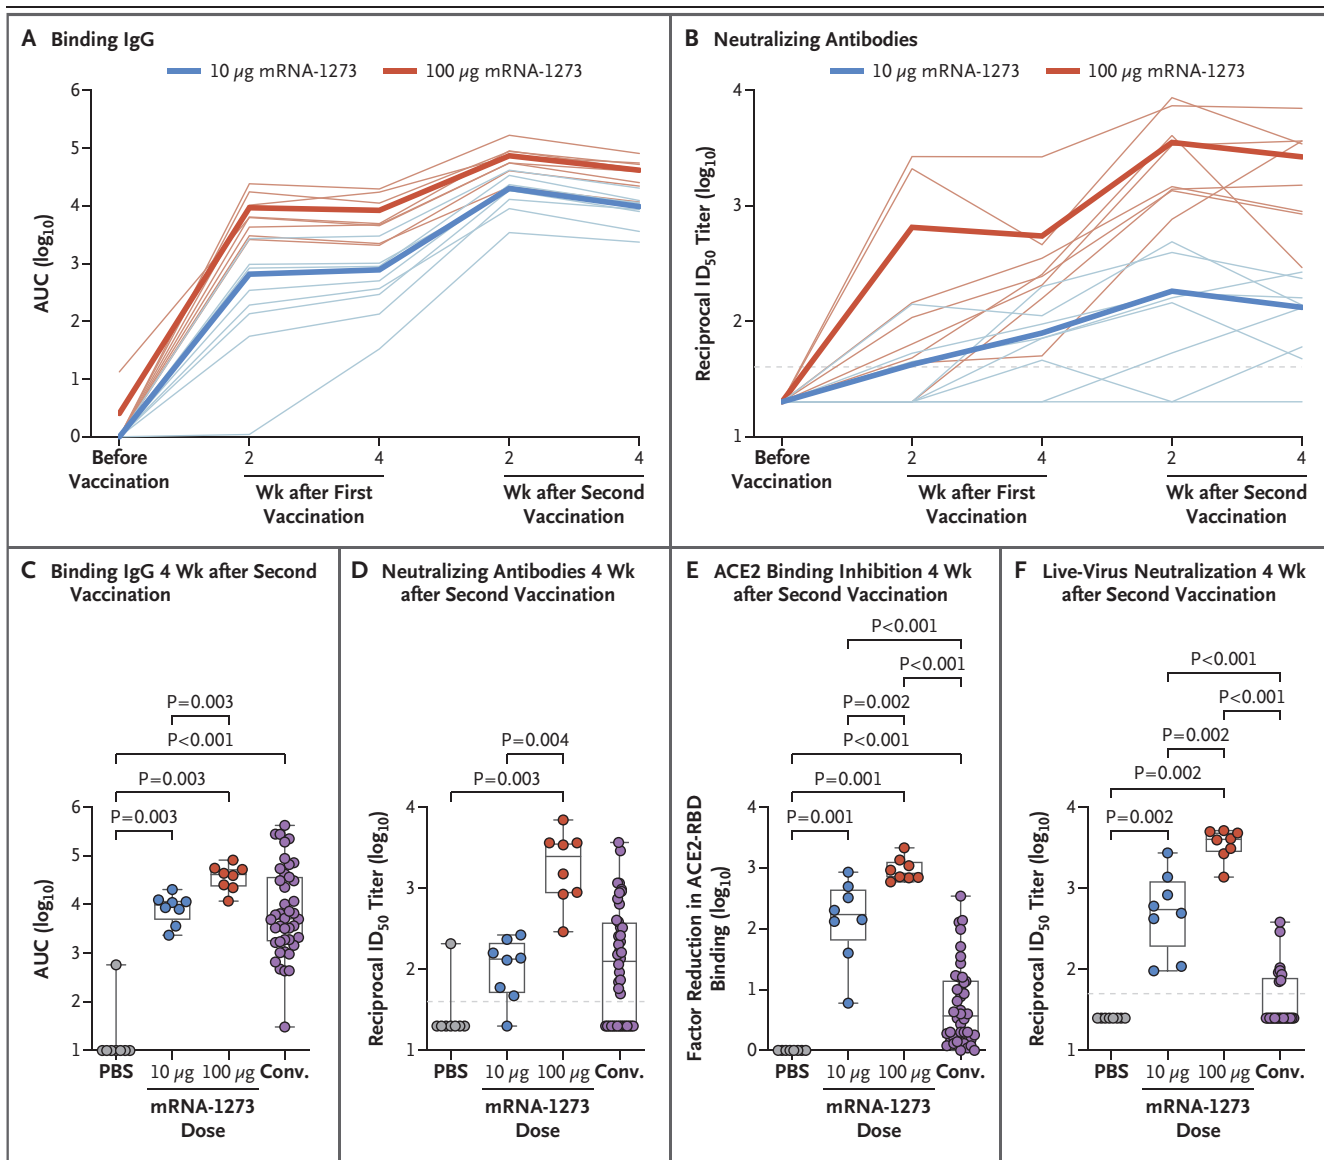 A Binding IgG
10 µg mRNA-1273
100 µg mRNA-1273
AUC (log10)
6
5
4
3
2
1
0
Before Vaccination
2
4
2
4
Wk after First Vaccination
Wk after Second Vaccination
B Neutralizing Antibodies
10 µg mRNA-1273
100 µg mRNA-1273
Reciprocal ID50 Titer (log10)
4
3
2
1
Before Vaccination
2
4
2
4
Wk after First Vaccination
Wk after Second Vaccination
C Binding IgG 4 Wk after Second
Vaccination
P=0.003
P<0.001
P=0.003
P=0.003
AUC (log10)
6
5
4
3
2
1
PBS
10 µg
100 µg
Conv.
mRNA-1273
Dose
D Neutralizing Antibodies 4 Wk
after Second Vaccination
P=0.004
P=0.003
Reciprocal ID50 Titer (log10)
4
3
2
1
PBS
10 µg
100 µg
Conv.
mRNA-1273
Dose
E ACE2 Binding Inhibition 4 Wk
after Second Vaccination
P<0.001
P<0.001
P=0.002
P<0.001
P=0.001
P=0.001
Factor Reduction in ACE2-RBD
Binding (log10)
4
3
2
1
0
PBS
10 µg
100 µg
Conv.
mRNA-1273
Dose
F Live-Virus Neutralization 4 Wk
after Second Vaccination
P<0.001
P<0.001
P=0.002
P=0.002
P=0.002
Reciprocal ID50 Titer (log10)
4
3
2
1
PBS
10 µg
100 µg
Conv.
mRNA-1273
Dose